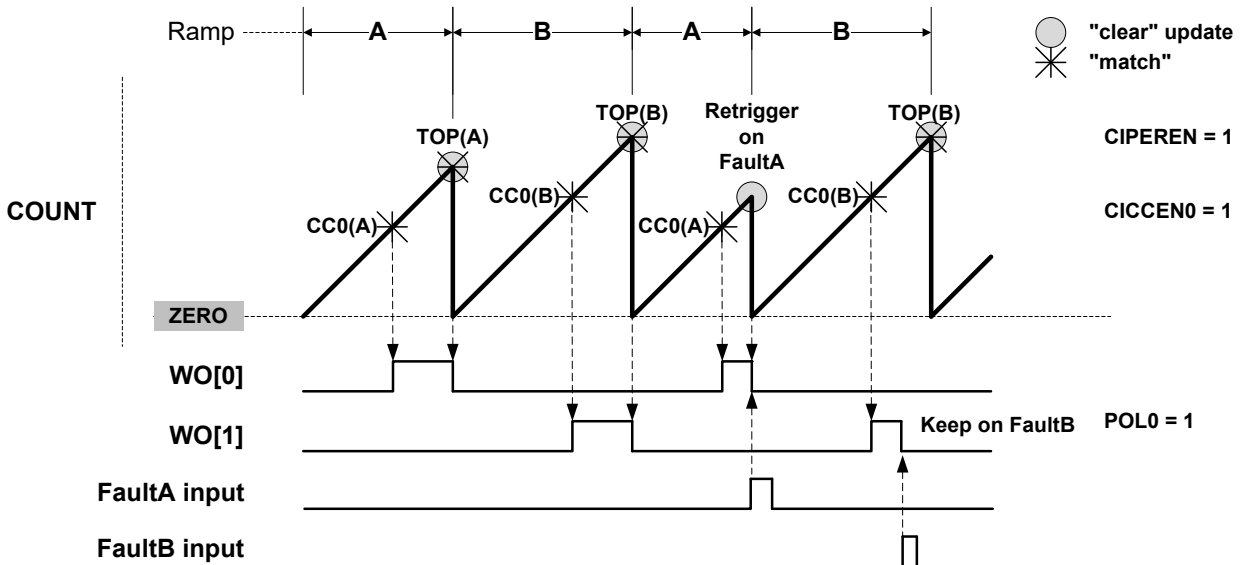 Ramp A B A B
"clear" update
"match"
TOP(A)
TOP(B)
Retrigger
on
FaultA
TOP(B)
CIPEREN = 1
COUNT
CC0(A)
CC0(B)
CC0(A)
CC0(B)
CICCEN0 = 1
ZERO
WO[0]
WO[1]
Keep on FaultB
POL0 = 1
FaultA input
FaultB input